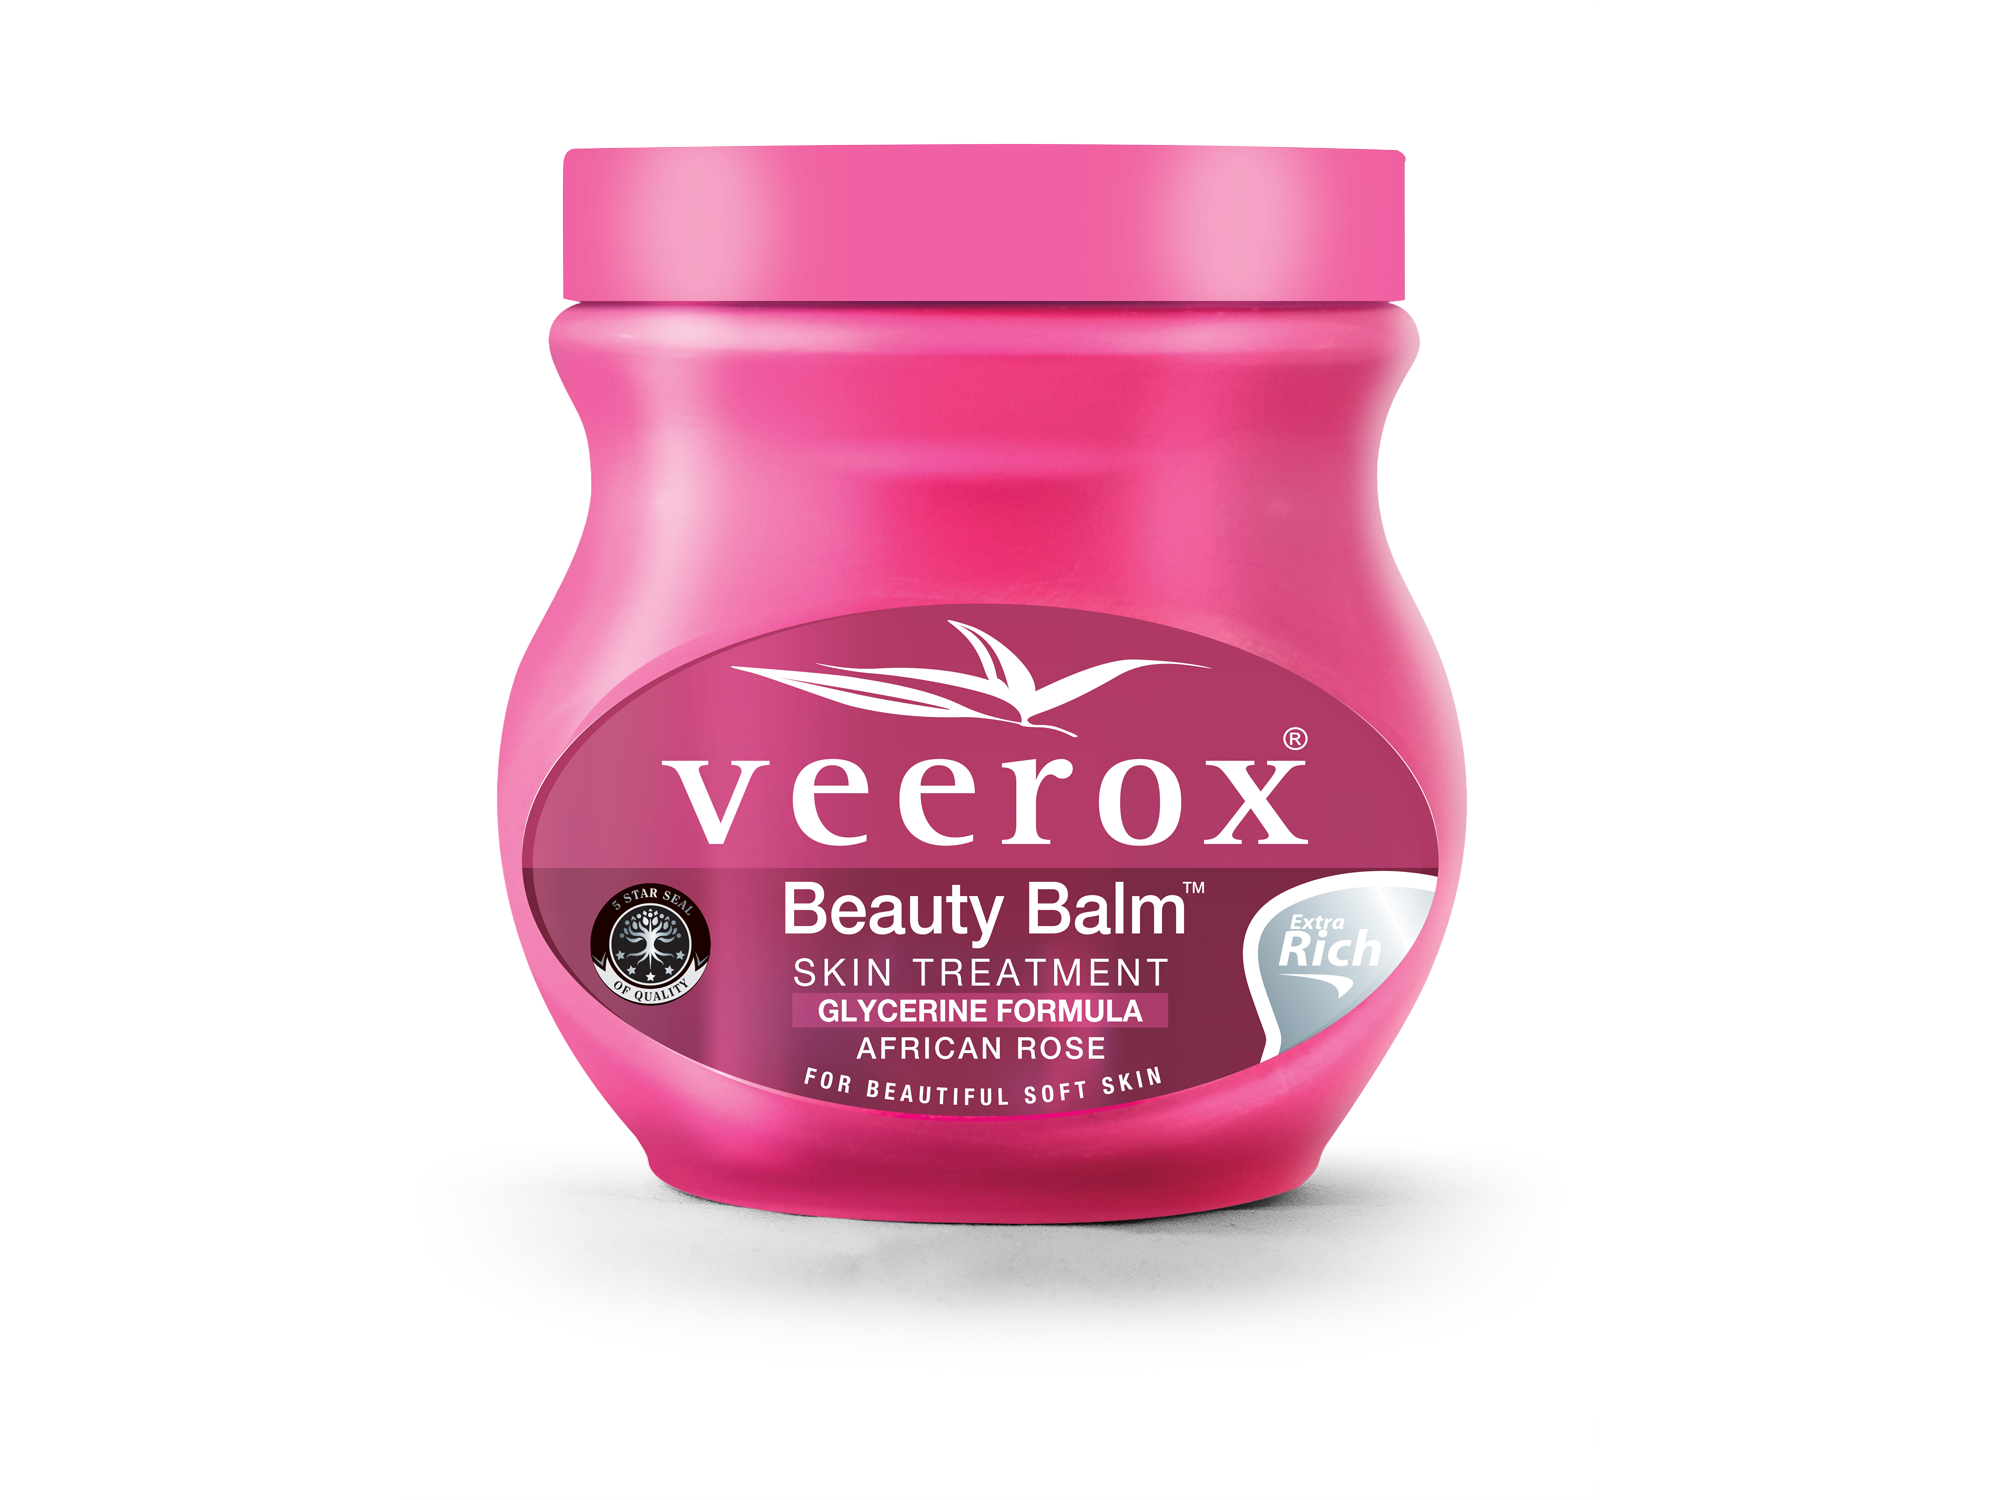 veerox®
Beauty Balm™
SKIN TREATMENT
GLYCERINE FORMULA
AFRICAN ROSE
FOR BEAUTIFUL SOFT SKIN
5 STAR SEAL
OF QUALITY
Extra
Rich